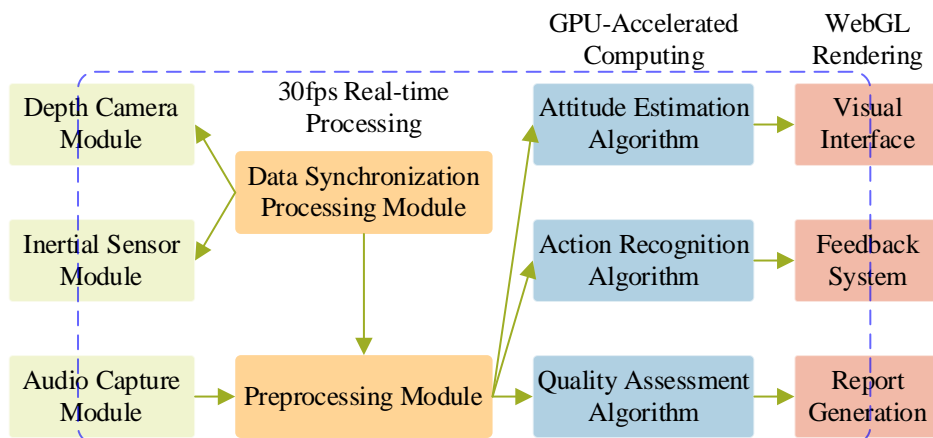 GPU-Accelerated
Computing
WebGL
Rendering
30fps Real-time
Processing
Depth Camera
Module
Data Synchronization
Processing Module
Attitude Estimation
Algorithm
Visual
Interface
Inertial Sensor
Module
Action Recognition
Algorithm
Feedback
System
Audio Capture
Module
Preprocessing Module
Quality Assessment
Algorithm
Report
Generation